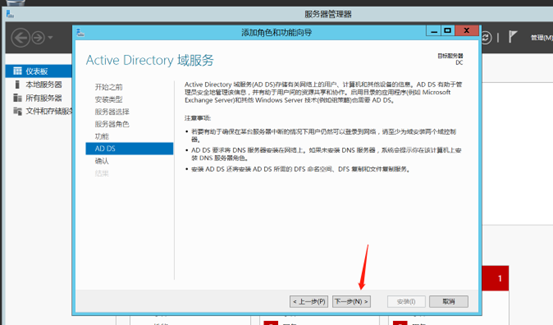 服务器管理器
管理(M)
仪表板
本地服务器
所有服务器
文件和存储服务
添加角色和功能向导
Active Directory 域服务
目标服务器
DC
开始之前
安装类型
服务器选择
服务器角色
功能
AD DS
确认
结果
Active Directory 域服务(AD DS)存储有关网络上的用户、计算机和其他设备的信息。AD DS 有助于管
理员安全地管理该信息，并有助于用户间的资源共享和协作。启用目录的应用程序(例如 Microsoft
Exchange Server)和其他 Windows Server 技术(例如组策略)也需要 AD DS。
注意事项:
• 若要有助于确保在某台服务器中断的情况下用户仍然可以登录到网络，请至少为域安装两个域控制
器。
• AD DS 要求将 DNS 服务器安装在网络上。如果未安装 DNS 服务器，系统会提示你在该计算机上安
装 DNS 服务器角色。
• 安装 AD DS 还将安装 AD DS 所需的 DFS 命名空间、DFS 复制和文件复制服务。
< 上一步(P)
下一步(N) >
安装(I)
取消
1